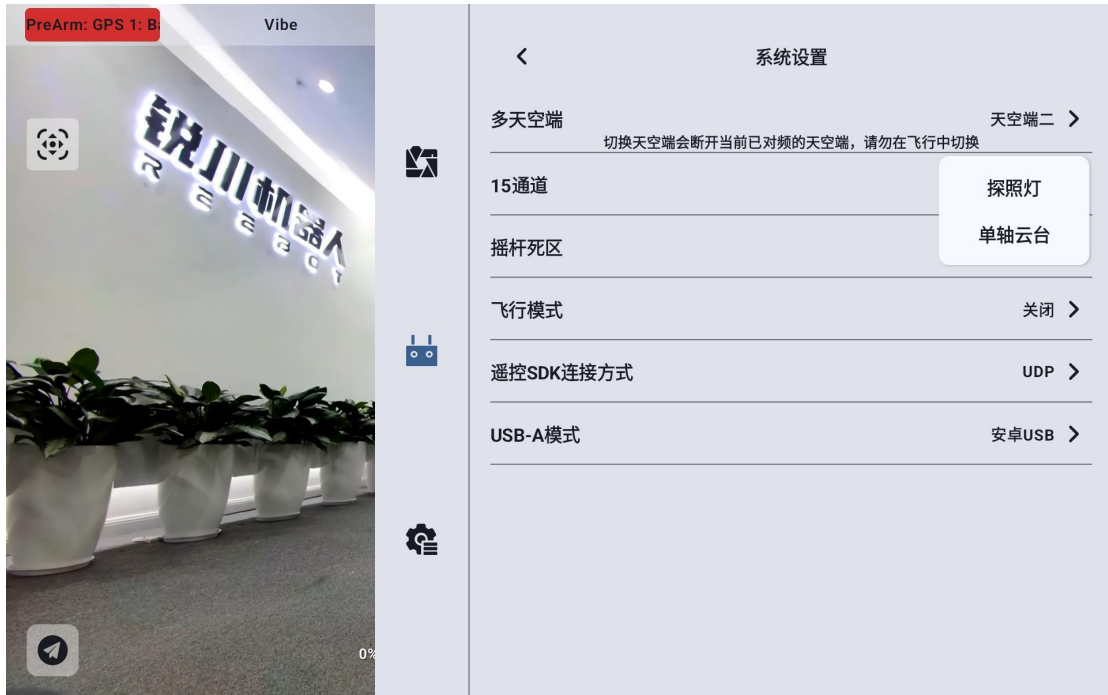 PreArm: GPS 1: Ba
Vibe
锐川机器人
REEBOT
0%
系统设置
多天空端
天空端二
切换天空端会断开当前已对频的天空端，请勿在飞行中切换
15通道
探照灯
单轴云台
摇杆死区
飞行模式
关闭
遥控SDK连接方式
UDP
USB-A模式
安卓USB